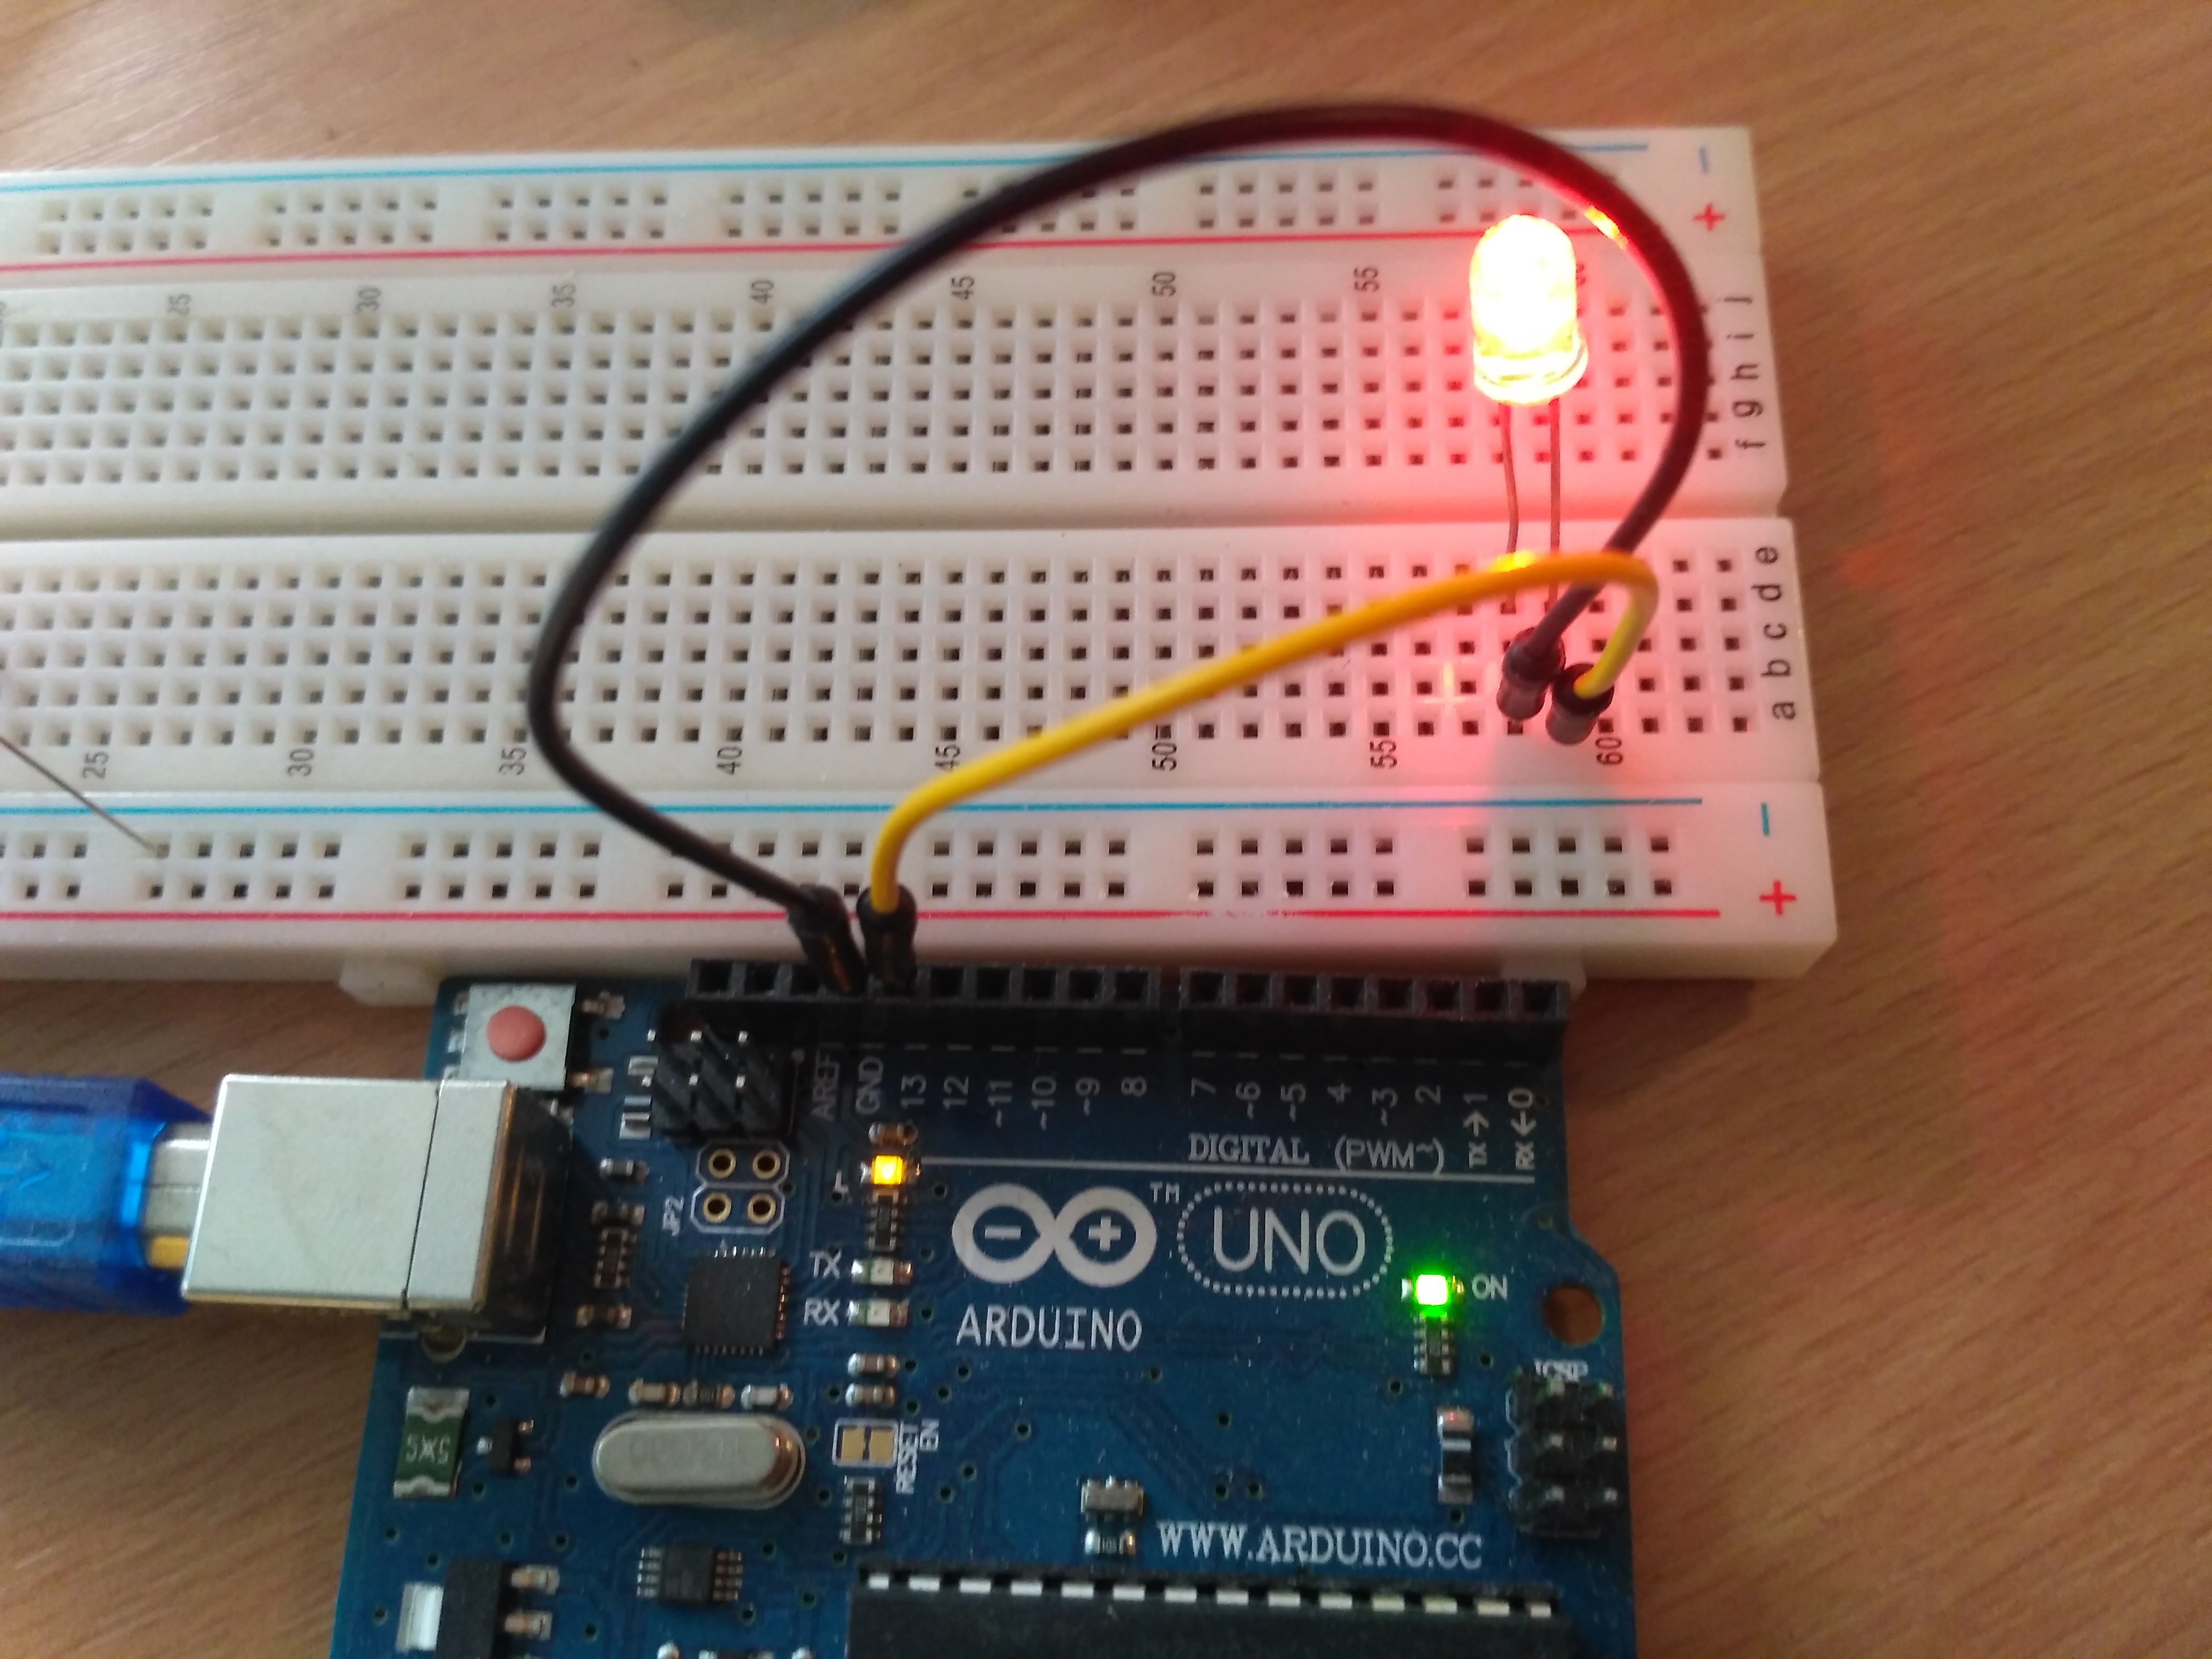 −
+
25 30 35 40 45 50 55
j
i
h
g
f
e
d
c
b
a
25 30 35 40 45 50 55 60
−
+
AREF GND 13 12 ~11 ~10 ~9 8 7 ~6 ~5 4 ~3 2 TX→1 RX←0
DIGITAL (PWM~)
L
JP2
TM
− +
UNO
TX
RX
ARDUINO
ON
ICSP
5X5
RESET EN
WWW.ARDUINO.CC